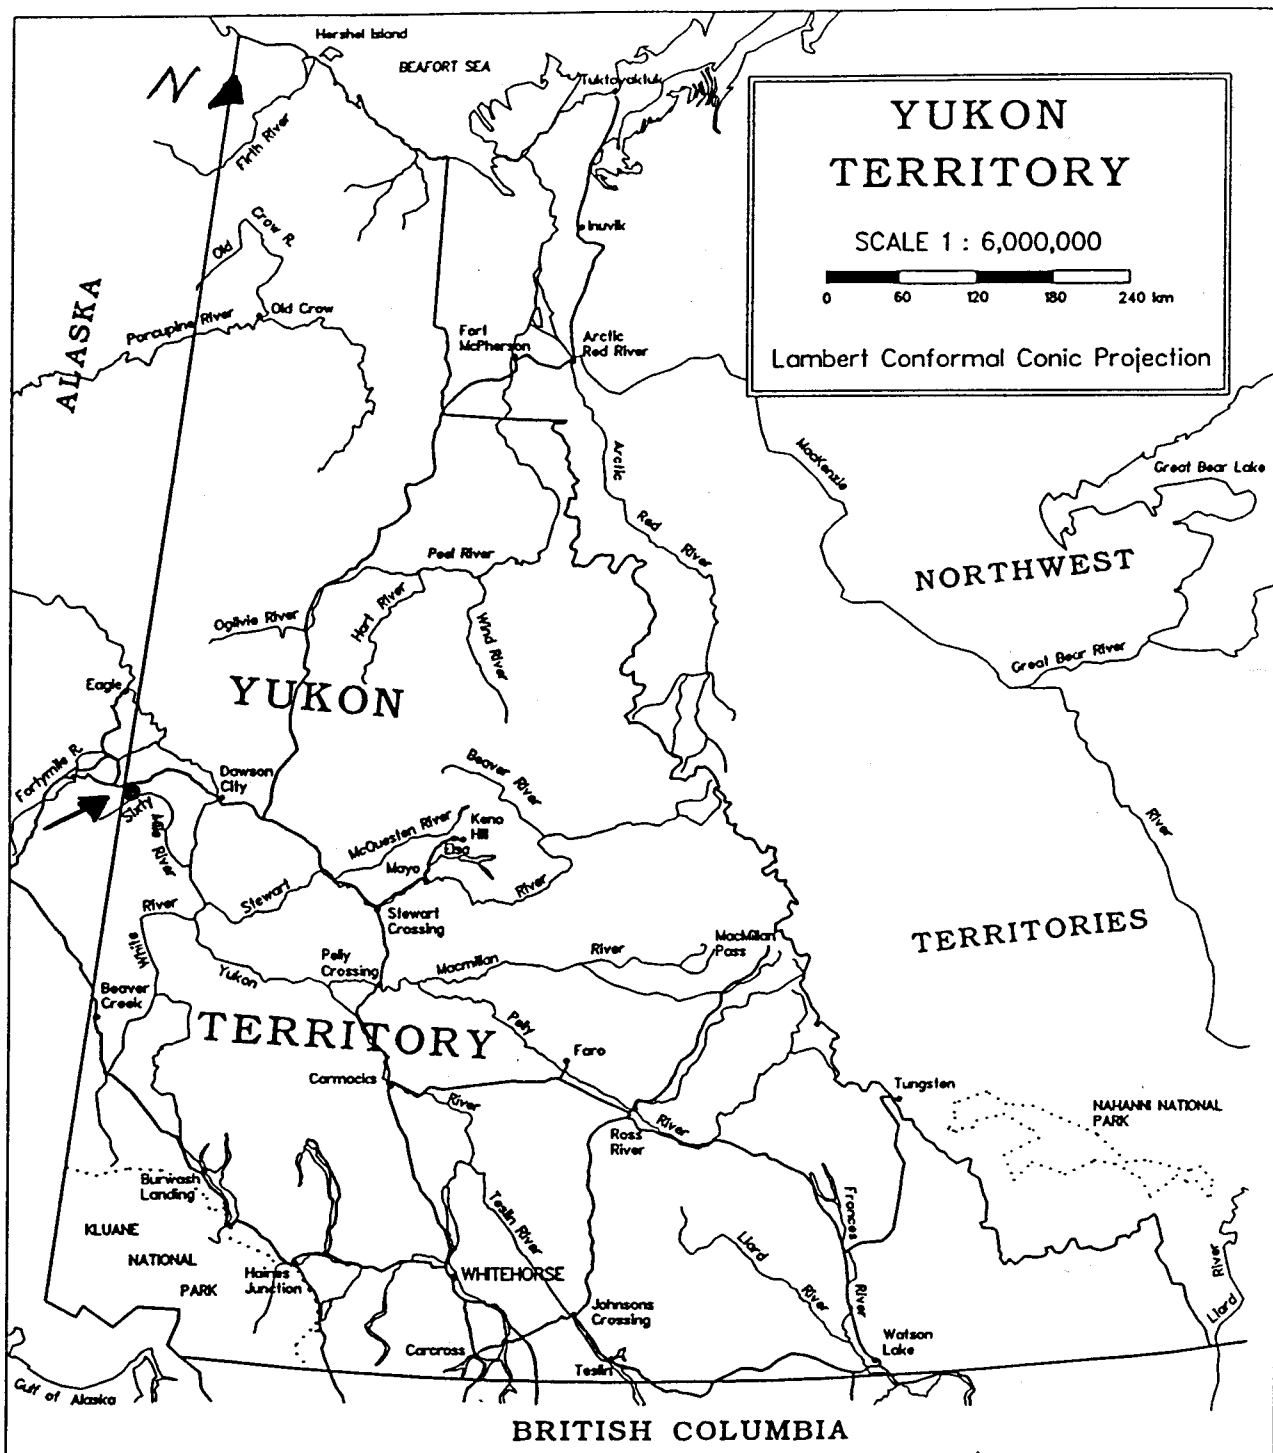 Hershel Island
BEAFORT SEA
Tuktoyaktuk
N
YUKON
TERRITORY
SCALE 1 : 6,000,000
0 60 120 180 240 km
Lambert Conformal Conic Projection
Firth River
Old Crow R.
Inuvik
ALASKA
Porcupine River
Old Crow
Fort
McPherson
Arctic
Red River
Arctic Red River
MacKenzie
Great Bear Lake
Peel River
NORTHWEST
Ogilvie River
Hart River
Wind River
Great Bear River
Eagle
YUKON
Fortymile R.
Dawson
City
Beaver River
Sixty
Mile River
McQuesten River
Keno
Hill
Elsa
Mayo
River
River
Stewart
River
Stewart
Crossing
White
TERRITORIES
MacMillan
Pass
Pelly
Crossing
Macmillan
River
Yukon
Beaver
Creek
TERRITORY
Pelly
Faro
Carmacks
River
Tungsten
NAHANNI NATIONAL
PARK
Ross
River
River
Burwash
Landing
Teslin River
Frances
KLUANE
NATIONAL
PARK
Haines
Junction
WHITEHORSE
Liard
River
River
River
Liard
Johnsons
Crossing
Carcross
Teslin
Watson
Lake
Gulf of Alaska
BRITISH COLUMBIA